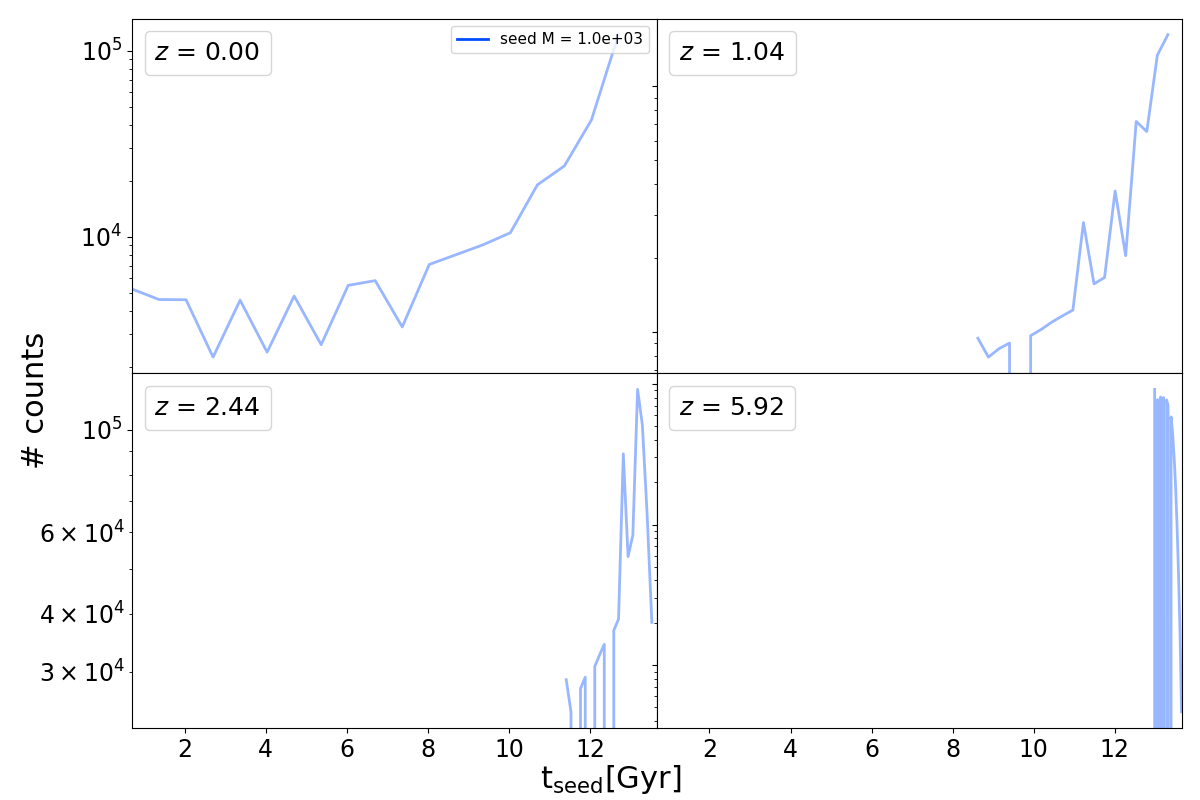 z = 0.00
seed M = 1.0e+03
z = 1.04
10^5
10^4
# counts
z = 2.44
z = 5.92
10^5
6 × 10^4
4 × 10^4
3 × 10^4
2 4 6 8 10 12
2 4 6 8 10 12
t_seed[Gyr]